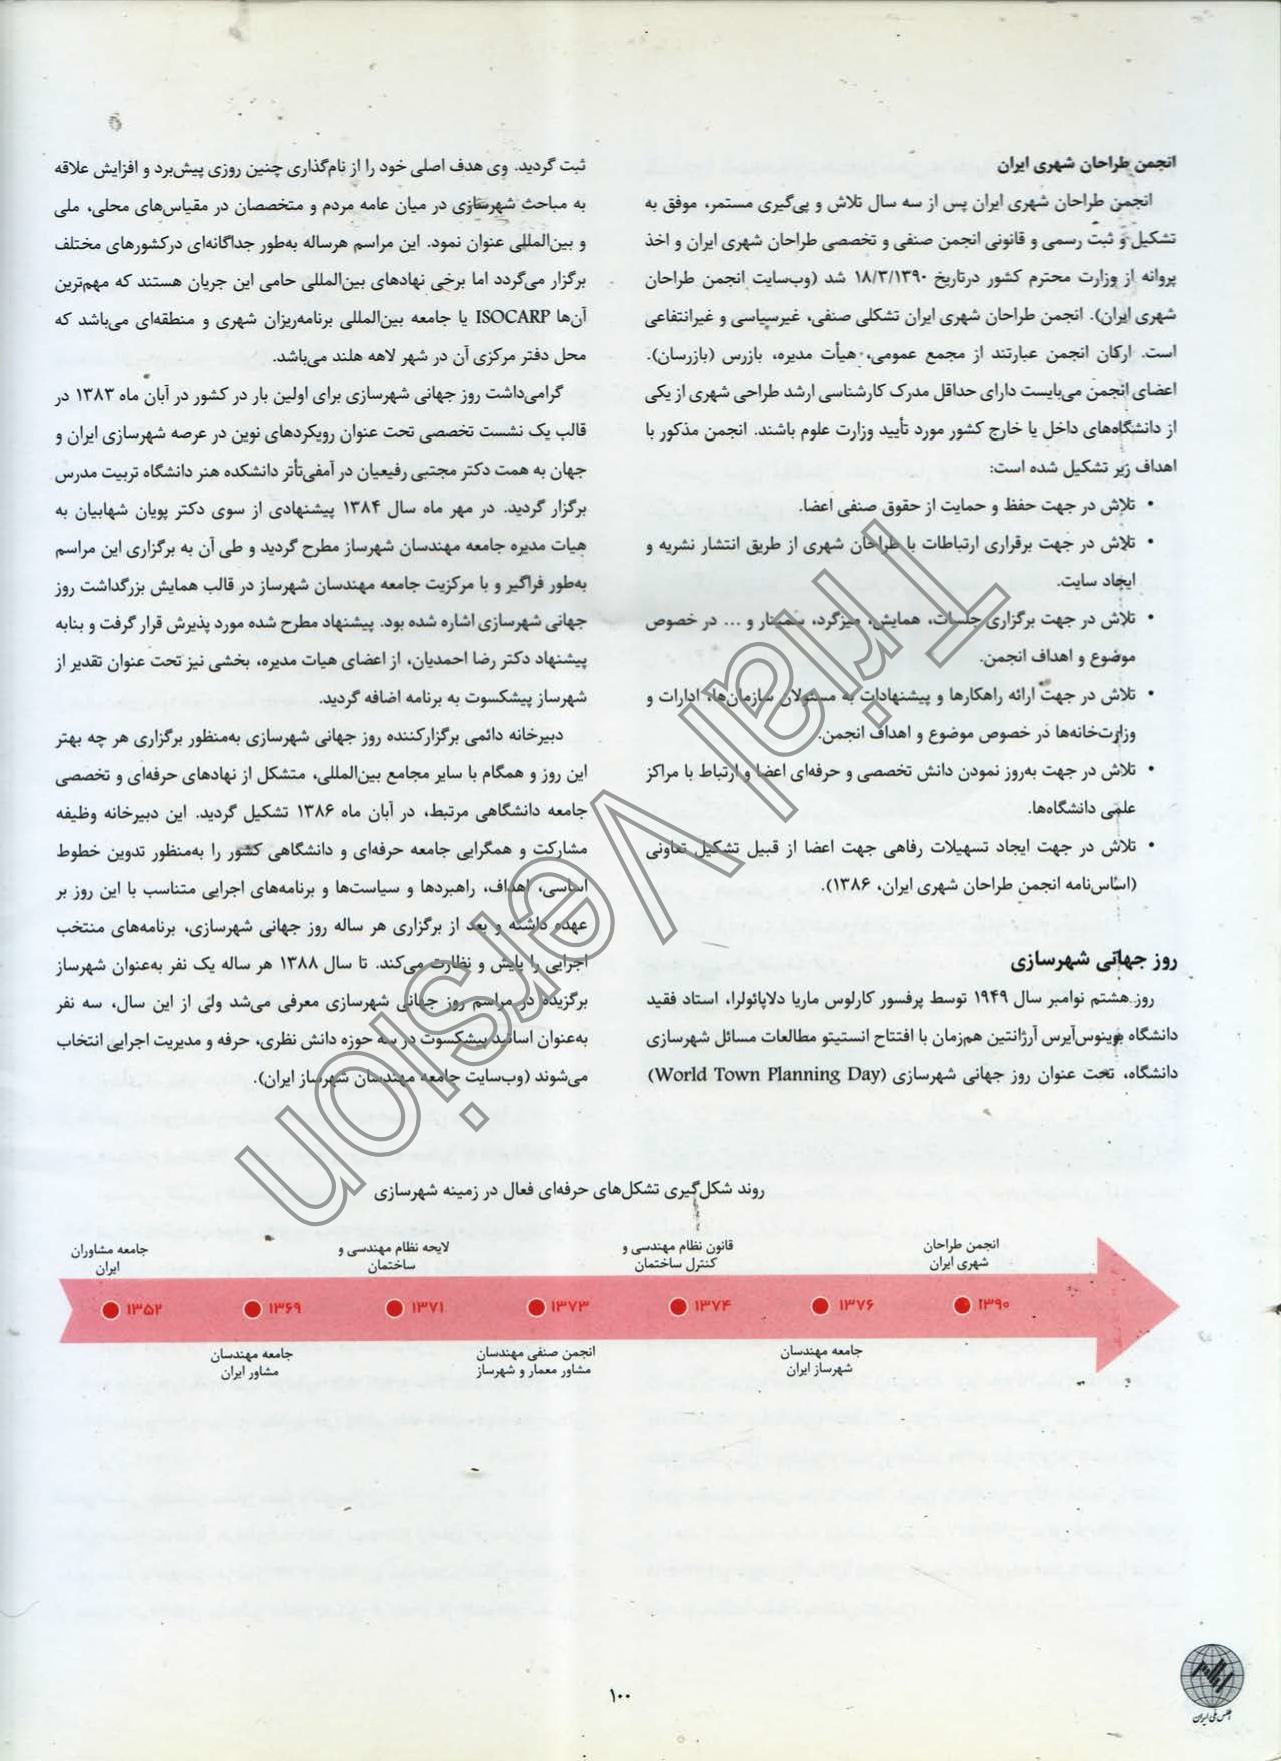 انجمن طراحان شهری ایران
انجمن طراحان شهری ایران پس از سه سال تلاش و پی‌گیری مستمر، موفق به
تشکیل و ثبت رسمی و قانونی انجمن صنفی و تخصصی طراحان شهری ایران و اخذ
پروانه از وزارت محترم کشور درتاریخ ۱۸/۳/۱۳۹۰ شد (وب‌سایت انجمن طراحان
شهری ایران). انجمن طراحان شهری ایران تشکلی صنفی، غیرسیاسی و غیرانتفاعی
است. ارکان انجمن عبارتند از مجمع عمومی، هیأت مدیره، بازرس (بازرسان).
اعضای انجمن می‌بایست دارای حداقل مدرک کارشناسی ارشد طراحی شهری از یکی
از دانشگاه‌های داخل یا خارج کشور مورد تأیید وزارت علوم باشند. انجمن مذکور با
اهداف زیر تشکیل شده است:
• تلاش در جهت حفظ و حمایت از حقوق صنفی اعضا.
• تلاش در جهت برقراری ارتباطات با طراحان شهری از طریق انتشار نشریه و
ایجاد سایت.
• تلاش در جهت برگزاری جلسات، همایش، میزگرد، سمینار و ... در خصوص
موضوع و اهداف انجمن.
• تلاش در جهت ارائه راهکارها و پیشنهادات به مسئولان سازمان‌ها، ادارات و
وزارت‌خانه‌ها در خصوص موضوع و اهداف انجمن.
• تلاش در جهت به‌روز نمودن دانش تخصصی و حرفه‌ای اعضا و ارتباط با مراکز
علمی دانشگاه‌ها.
• تلاش در جهت ایجاد تسهیلات رفاهی جهت اعضا از قبیل تشکیل تعاونی
(اساس‌نامه انجمن طراحان شهری ایران، ۱۳۸۶).
روز جهانی شهرسازی
روز هشتم نوامبر سال ۱۹۴۹ توسط پرفسور کارلوس ماریا دلاپائولرا، استاد فقید
دانشگاه بوینوس‌آیرس آرژانتین هم‌زمان با افتتاح انستیتو مطالعات مسائل شهرسازی
دانشگاه، تحت عنوان روز جهانی شهرسازی (World Town Planning Day)
ثبت گردید. وی هدف اصلی خود را از نام‌گذاری چنین روزی پیش‌برد و افزایش علاقه
به مباحث شهرسازی در میان عامه مردم و متخصصان در مقیاس‌های محلی، ملی
و بین‌المللی عنوان نمود. این مراسم هرساله به‌طور جداگانه‌ای درکشورهای مختلف
برگزار می‌گردد اما برخی نهادهای بین‌المللی حامی این جریان هستند که مهم‌ترین
آن‌ها ISOCARP یا جامعه بین‌المللی برنامه‌ریزان شهری و منطقه‌ای می‌باشد که
محل دفتر مرکزی آن در شهر لاهه هلند می‌باشد.
گرامی‌داشت روز جهانی شهرسازی برای اولین بار در کشور در آبان ماه ۱۳۸۳ در
قالب یک نشست تخصصی تحت عنوان رویکردهای نوین در عرصه شهرسازی ایران و
جهان به همت دکتر مجتبی رفیعیان در آمفی‌تأتر دانشکده هنر دانشگاه تربیت مدرس
برگزار گردید. در مهر ماه سال ۱۳۸۴ پیشنهادی از سوی دکتر پویان شهابیان به
هیات مدیره جامعه مهندسان شهرساز مطرح گردید و طی آن به برگزاری این مراسم
به‌طور فراگیر و با مرکزیت جامعه مهندسان شهرساز در قالب همایش بزرگداشت روز
جهانی شهرسازی اشاره شده بود. پیشنهاد مطرح شده مورد پذیرش قرار گرفت و بنابه
پیشنهاد دکتر رضا احمدیان، از اعضای هیات مدیره، بخشی نیز تحت عنوان تقدیر از
شهرساز پیشکسوت به برنامه اضافه گردید.
دبیرخانه دائمی برگزارکننده روز جهانی شهرسازی به‌منظور برگزاری هر چه بهتر
این روز و همگام با سایر مجامع بین‌المللی، متشکل از نهادهای حرفه‌ای و تخصصی
جامعه دانشگاهی مرتبط، در آبان ماه ۱۳۸۶ تشکیل گردید. این دبیرخانه وظیفه
مشارکت و همگرایی جامعه حرفه‌ای و دانشگاهی کشور را به‌منظور تدوین خطوط
اساسی، اهداف، راهبردها و سیاست‌ها و برنامه‌های اجرایی متناسب با این روز بر
عهده داشته و بعد از برگزاری هر ساله روز جهانی شهرسازی، برنامه‌های منتخب
اجرایی را پایش و نظارت می‌کند. تا سال ۱۳۸۸ هر ساله یک نفر به‌عنوان شهرساز
برگزیده در مراسم روز جهانی شهرسازی معرفی می‌شد ولی از این سال، سه نفر
به‌عنوان اساتید پیشکسوت در سه حوزه دانش نظری، حرفه و مدیریت اجرایی انتخاب
می‌شوند (وب‌سایت جامعه مهندسان شهرساز ایران).
Trial Version
روند شکل‌گیری تشکل‌های حرفه‌ای فعال در زمینه شهرسازی
جامعه مشاوران
ایران
۱۳۵۲
جامعه مهندسان
مشاور ایران
۱۳۶۹
لایحه نظام مهندسی و
ساختمان
۱۳۷۱
انجمن صنفی مهندسان
مشاور معمار و شهرساز
۱۳۷۳
قانون نظام مهندسی و
کنترل ساختمان
۱۳۷۴
جامعه مهندسان
شهرساز ایران
۱۳۷۶
انجمن طراحان
شهری ایران
۱۳۹۰
۱۰۰
اطلس ملی ایران